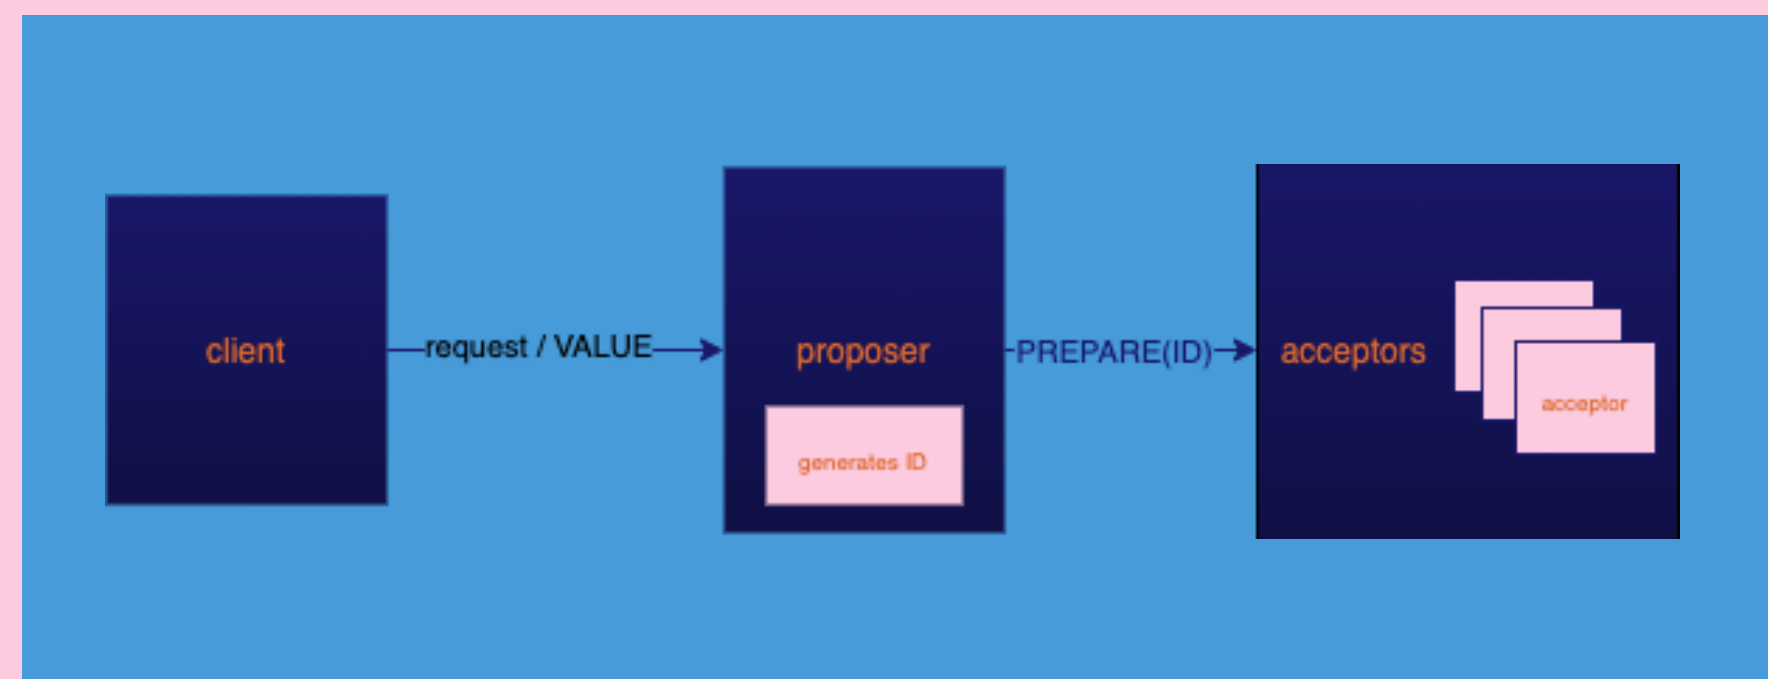 client
request / VALUE
proposer
generates ID
PREPARE(ID)
acceptors
acceptor